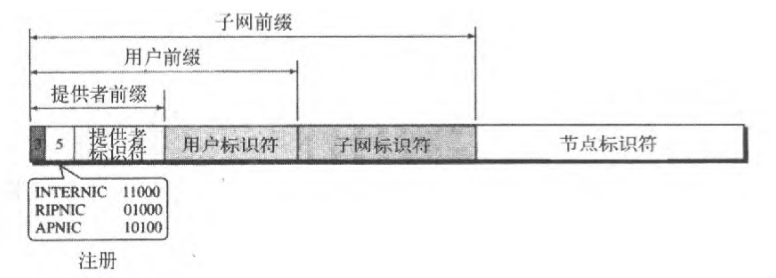 子网前缀
用户前缀
提供者前缀
3 5 提供者标识符 用户标识符 子网标识符 节点标识符
INTERNIC 11000
RIPNIC 01000
APNIC 10100
注册